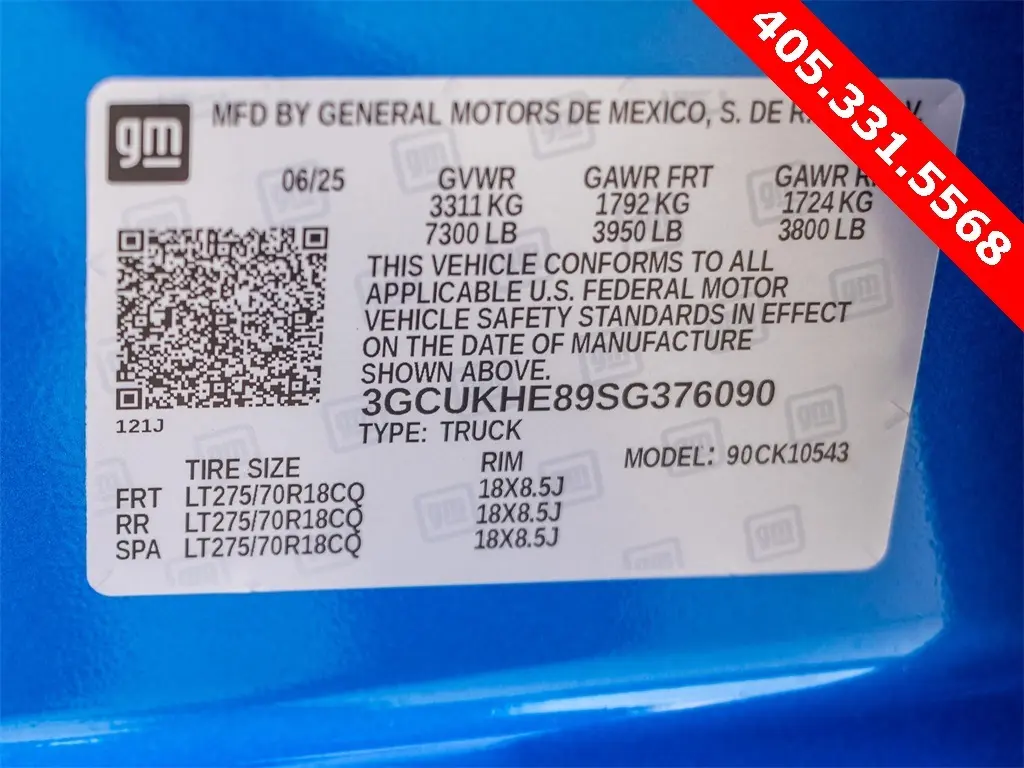 405.331.5568
gm
MFD BY GENERAL MOTORS DE MEXICO, S. DE R.
06/25
GVWR GAWR FRT GAWR
3311 KG 1792 KG 1724 KG
7300 LB 3950 LB 3800 LB
THIS VEHICLE CONFORMS TO ALL
APPLICABLE U.S. FEDERAL MOTOR
VEHICLE SAFETY STANDARDS IN EFFECT
ON THE DATE OF MANUFACTURE
SHOWN ABOVE.
3GCUKHE89SG376090
121J
TYPE: TRUCK
TIRE SIZE RIM MODEL: 90CK10543
FRT LT275/70R18CQ 18X8.5J
RR LT275/70R18CQ 18X8.5J
SPA LT275/70R18CQ 18X8.5J